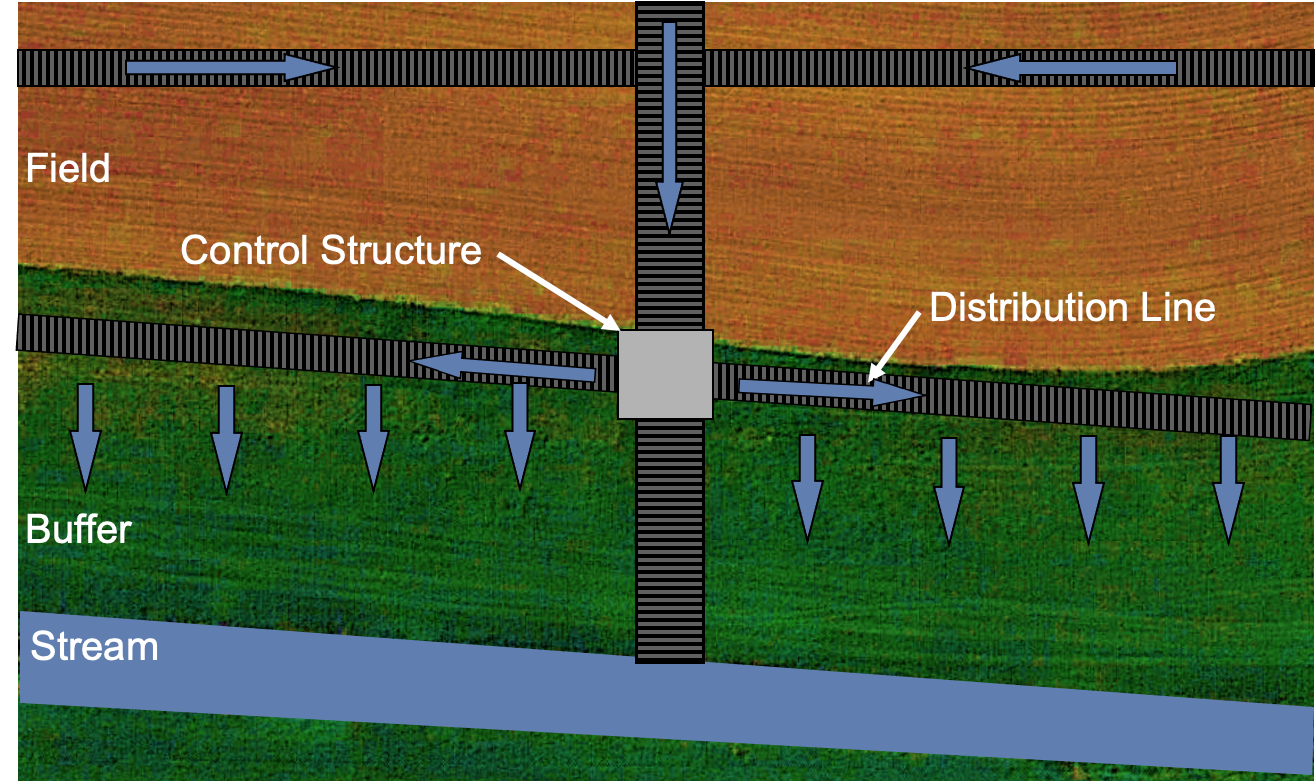 Field
Control Structure
Distribution Line
Buffer
Stream